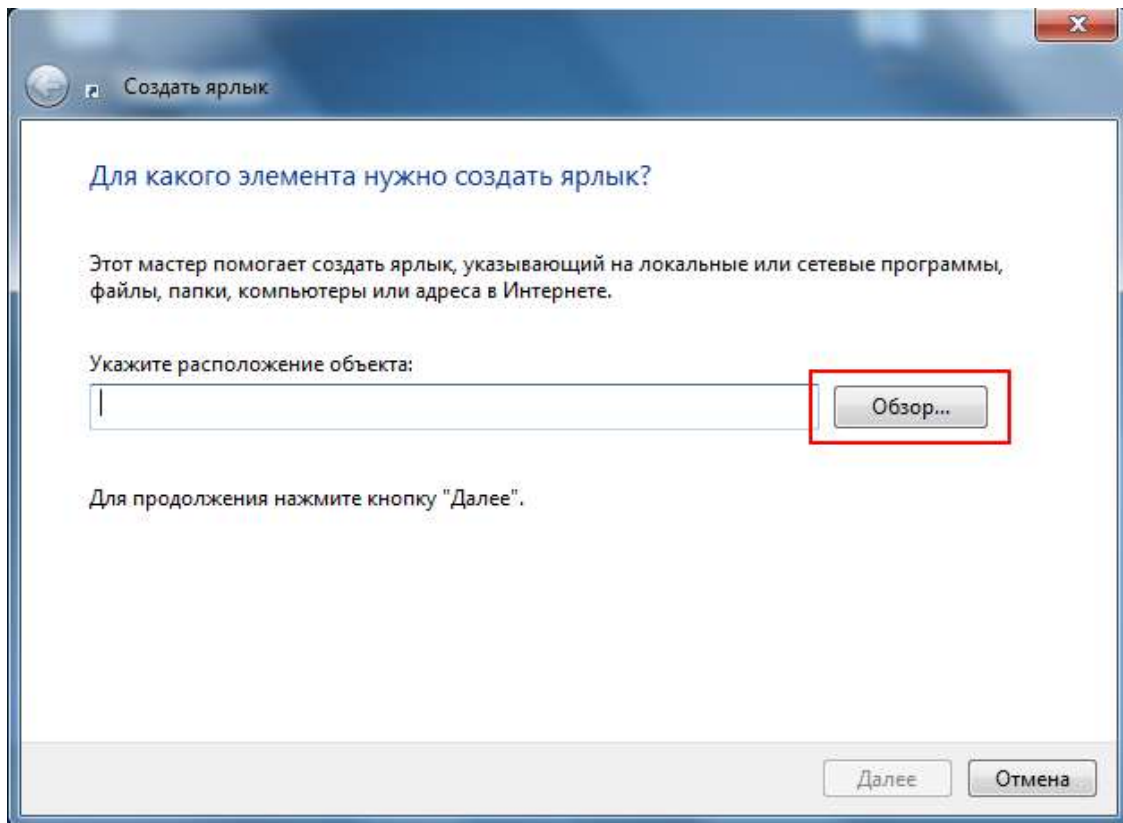 Создать ярлык
Для какого элемента нужно создать ярлык?
Этот мастер помогает создать ярлык, указывающий на локальные или сетевые программы,
файлы, папки, компьютеры или адреса в Интернете.
Укажите расположение объекта:
Обзор...
Для продолжения нажмите кнопку "Далее".
Далее
Отмена